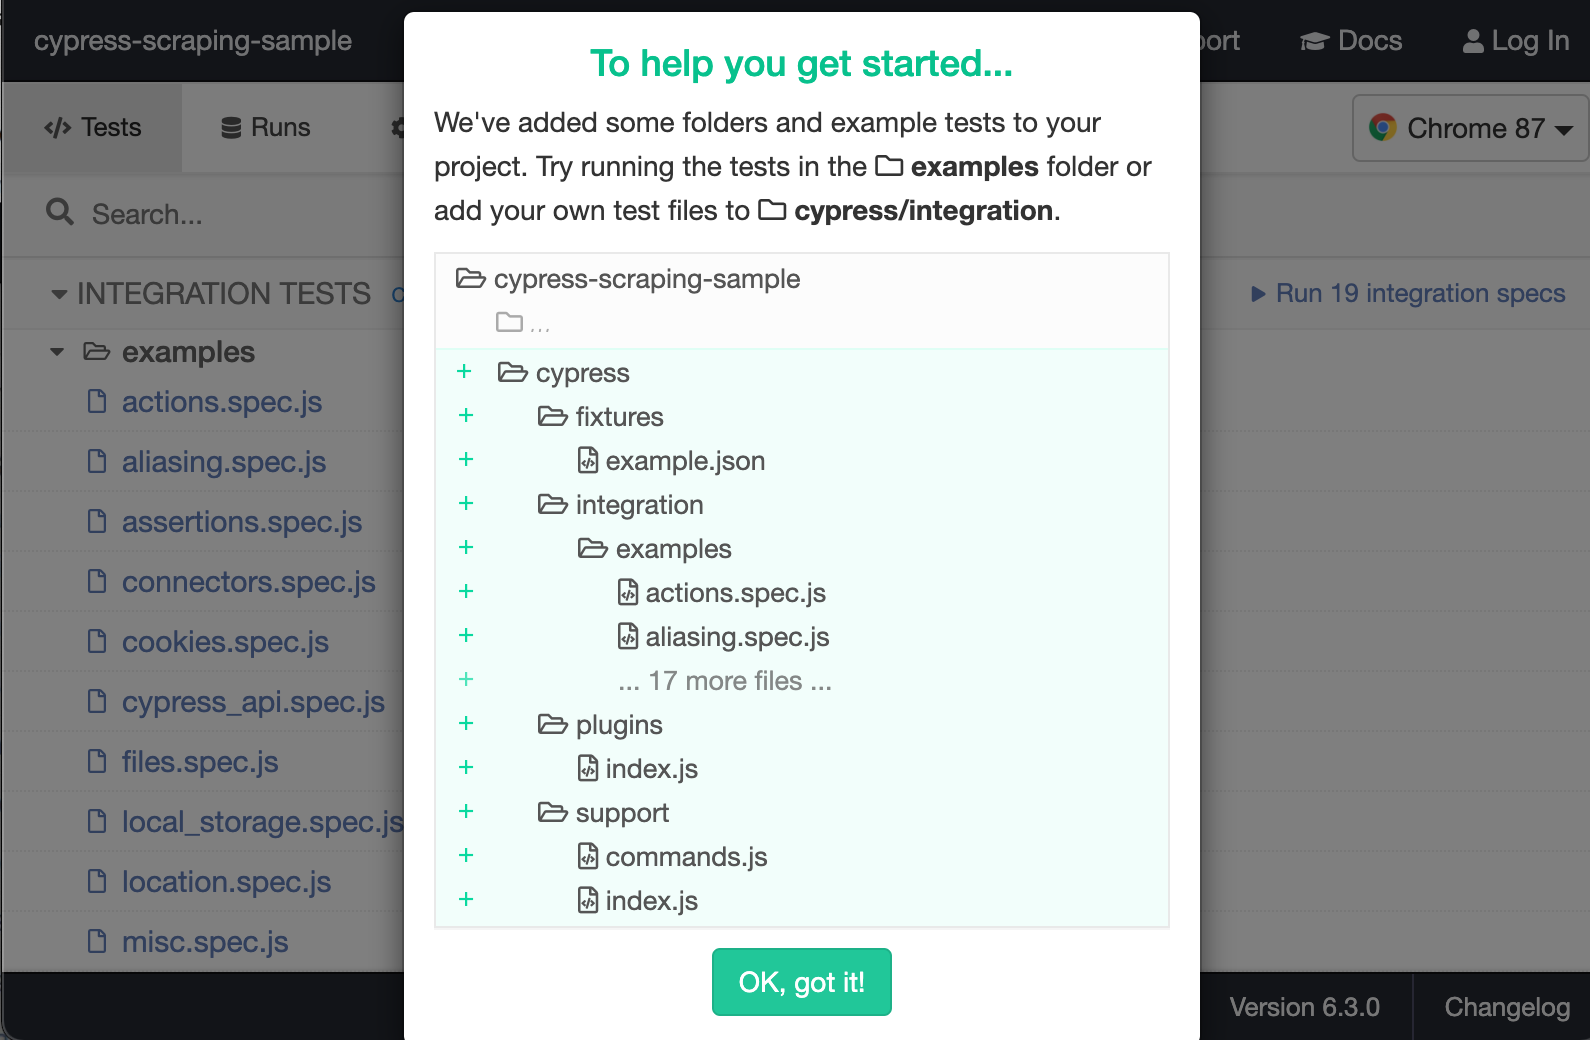 cypress-scraping-sample
Docs
Log In
Tests
Runs
Chrome 87
Search...
INTEGRATION TESTS
Run 19 integration specs
examples
actions.spec.js
aliasing.spec.js
assertions.spec.js
connectors.spec.js
cookies.spec.js
cypress_api.spec.js
files.spec.js
local_storage.spec.js
location.spec.js
misc.spec.js
To help you get started...
We've added some folders and example tests to your
project. Try running the tests in the examples folder or
add your own test files to cypress/integration.
cypress-scraping-sample
...
+ cypress
+ fixtures
+ example.json
+ integration
+ examples
+ actions.spec.js
+ aliasing.spec.js
+ ... 17 more files ...
+ plugins
+ index.js
+ support
+ commands.js
+ index.js
OK, got it!
Version 6.3.0
Changelog